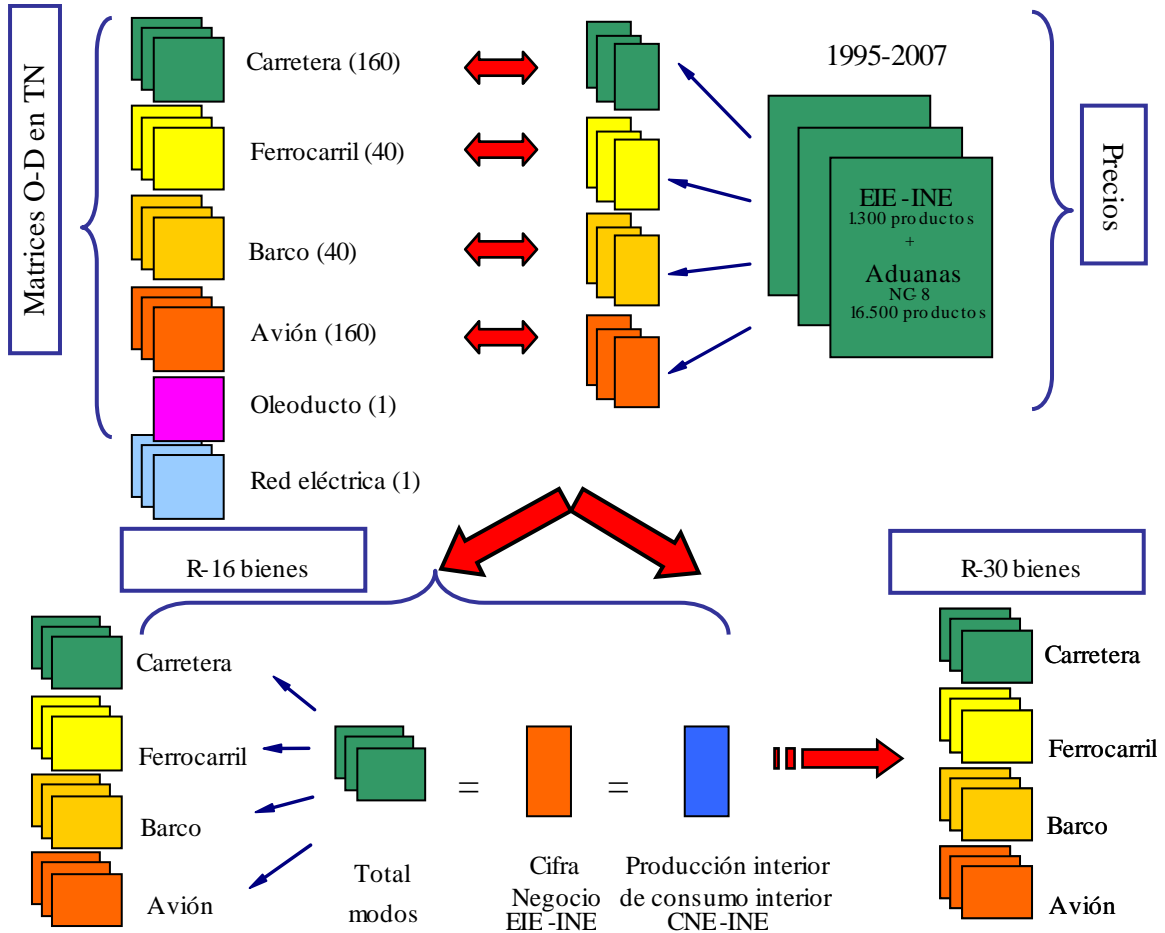 Matrices O-D en TN
Carretera (160)
Ferrocarril (40)
Barco (40)
Avión (160)
Oleoducto (1)
Red eléctrica (1)
1995-2007
EIE-INE
1.300 productos
+
Aduanas
NC-8
16.500 productos
Precios
R-16 bienes
R-30 bienes
Carretera
Ferrocarril
Barco
Avión
Total
modos
=
Cifra
Negocio
EIE-INE
=
Producción interior
de consumo interior
CNE-INE
Carretera
Ferrocarril
Barco
Avión